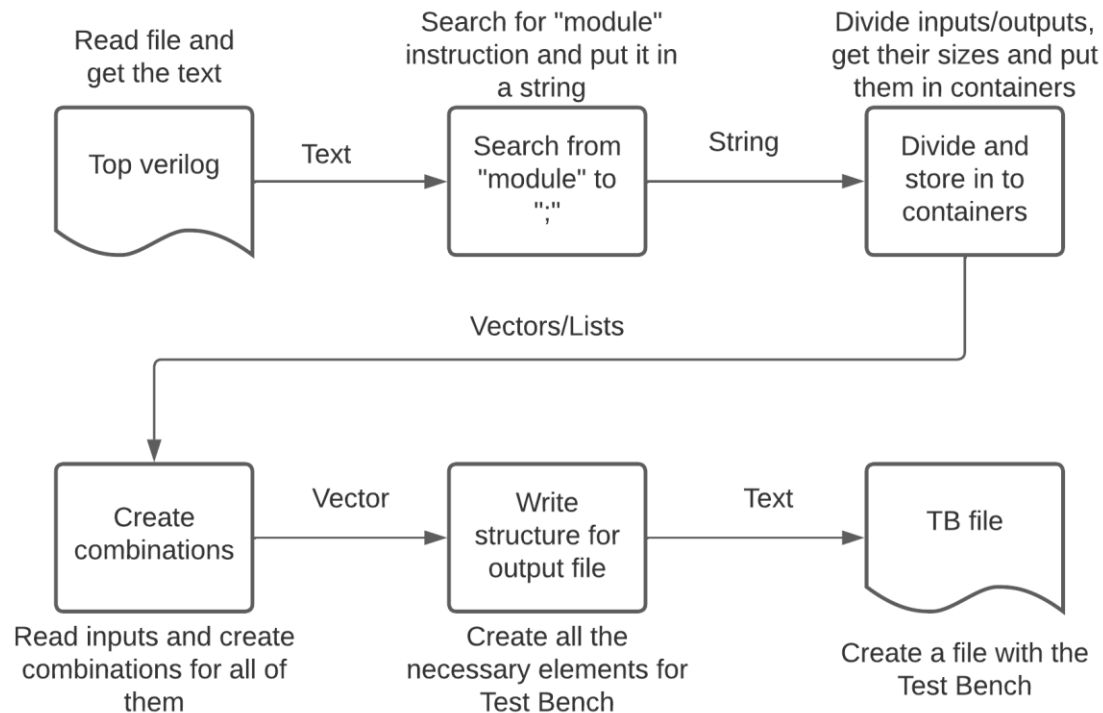 Read file and
get the text
Search for "module"
instruction and put it in
a string
Divide inputs/outputs,
get their sizes and put
them in containers
Top verilog
Text
Search from
"module" to
";"
String
Divide and
store in to
containers
Vectors/Lists
Create
combinations
Vector
Write
structure for
output file
Text
TB file
Read inputs and create
combinations for all of
them
Create all the
necessary elements for
Test Bench
Create a file with the
Test Bench